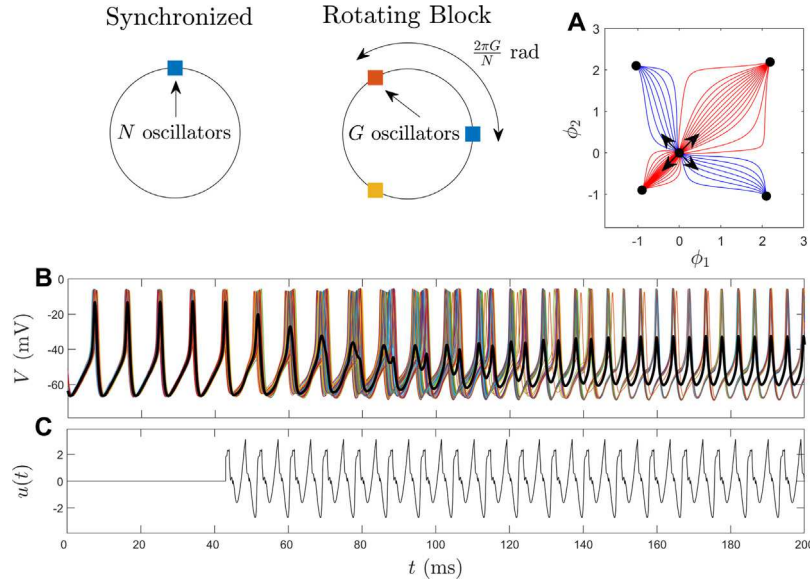 Synchronized
N oscillators
Rotating Block
2πG/N rad
G oscillators
A
3
2
1
0
-1
ϕ2
-1 0 1 2 3
ϕ1
B
0
-20
-40
-60
V (mV)
C
2
0
-2
u(t)
0 20 40 60 80 100 120 140 160 180 200
t (ms)